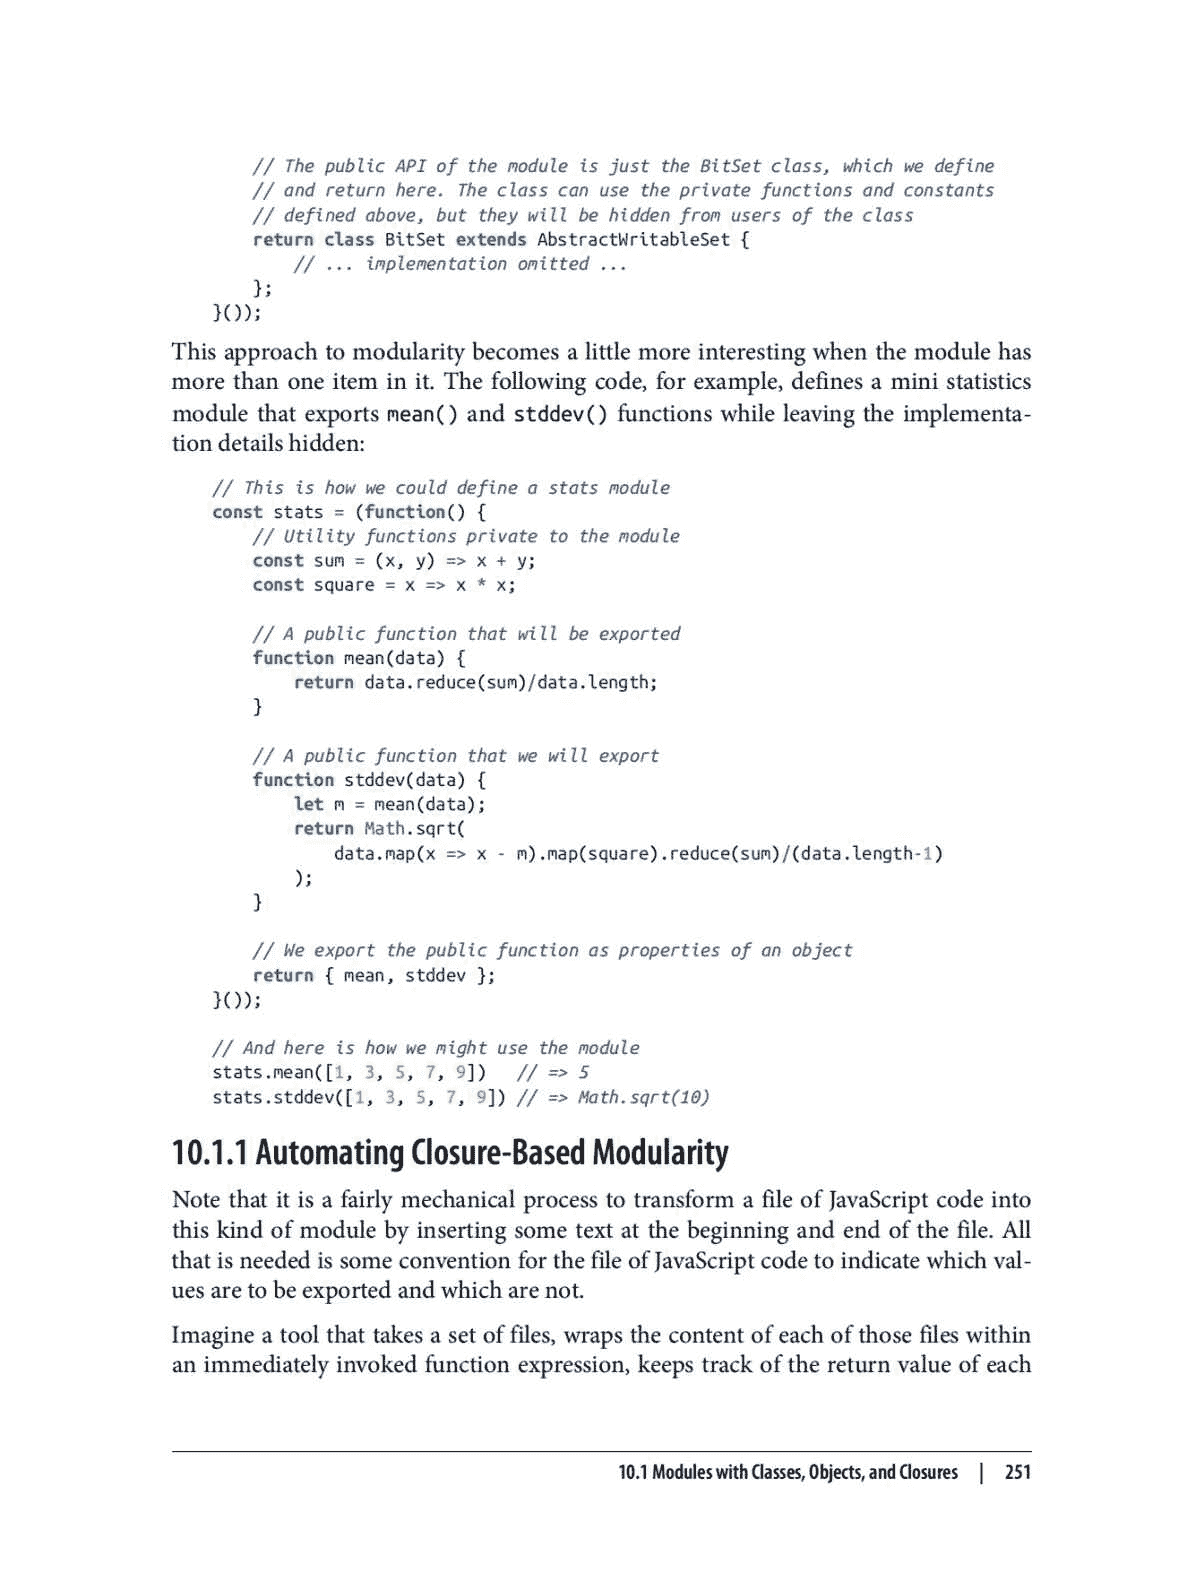 // The public API of the module is just the BitSet class, which we define
// and return here. The class can use the private functions and constants
// defined above, but they will be hidden from users of the class
return class BitSet extends AbstractWritableSet {
// ... implementation omitted ...
};
}());
This approach to modularity becomes a little more interesting when the module has
more than one item in it. The following code, for example, defines a mini statistics
module that exports mean() and stddev() functions while leaving the implementa-
tion details hidden:
// This is how we could define a stats module
const stats = (function() {
// Utility functions private to the module
const sum = (x, y) => x + y;
const square = x => x * x;
// A public function that will be exported
function mean(data) {
return data.reduce(sum)/data.length;
}
// A public function that we will export
function stddev(data) {
let m = mean(data);
return Math.sqrt(
data.map(x => x - m).map(square).reduce(sum)/(data.length-1)
);
}
// We export the public function as properties of an object
return { mean, stddev };
}());
// And here is how we might use the module
stats.mean([1, 3, 5, 7, 9]) // => 5
stats.stddev([1, 3, 5, 7, 9]) // => Math.sqrt(10)
10.1.1 Automating Closure-Based Modularity
Note that it is a fairly mechanical process to transform a file of JavaScript code into
this kind of module by inserting some text at the beginning and end of the file. All
that is needed is some convention for the file of JavaScript code to indicate which val-
ues are to be exported and which are not.
Imagine a tool that takes a set of files, wraps the content of each of those files within
an immediately invoked function expression, keeps track of the return value of each
10.1 Modules with Classes, Objects, and Closures | 251